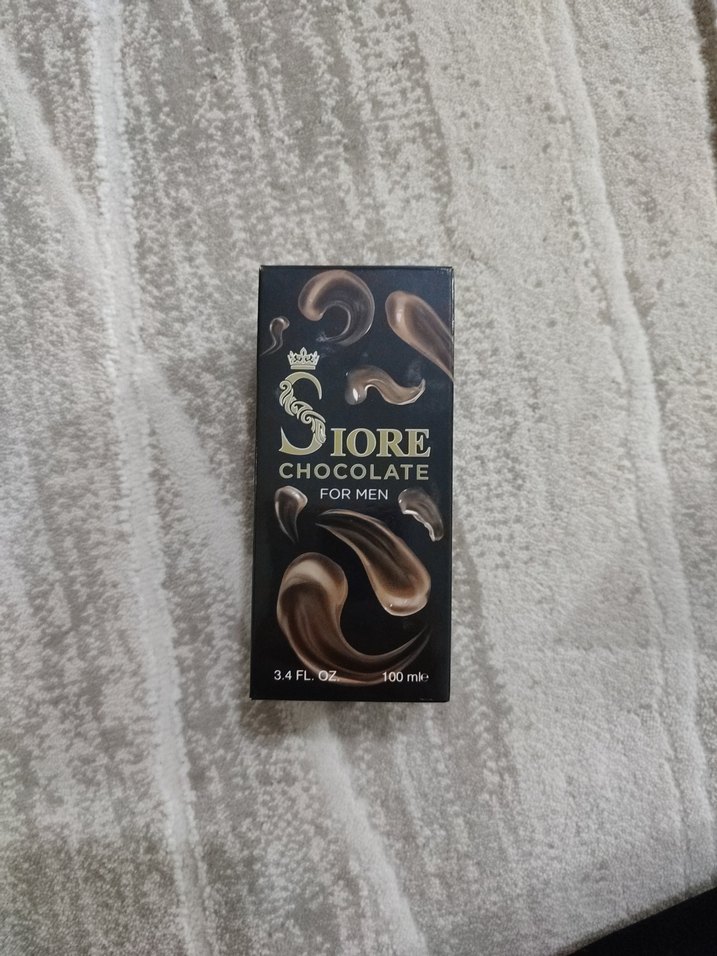 SIORE
CHOCOLATE
FOR MEN
3.4 FL. OZ. 100 ml℮